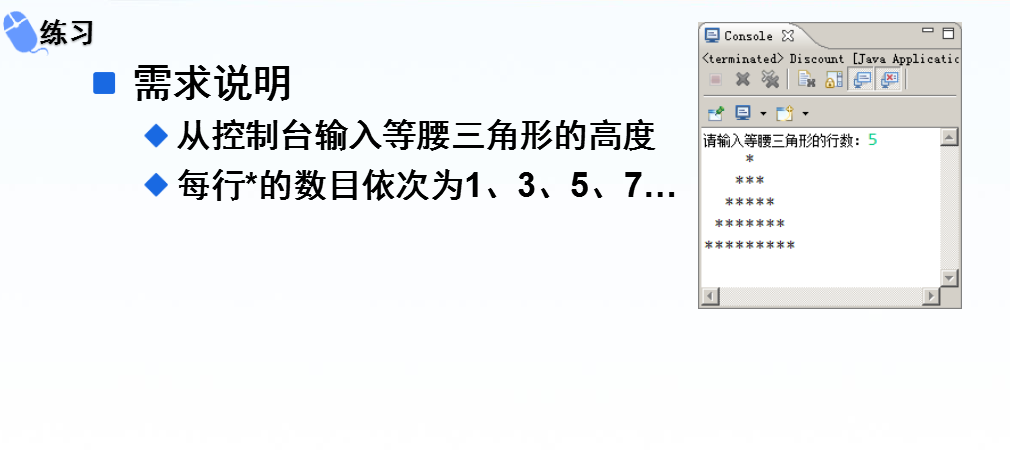 练习
需求说明
从控制台输入等腰三角形的高度
每行*的数目依次为1、3、5、7…
Console
<terminated> Discount [Java Applicatic
请输入等腰三角形的行数：5
*
***
*****
*******
*********